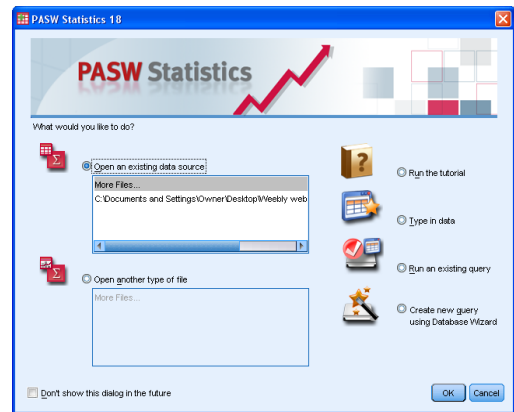 PASW Statistics 18
PASW Statistics
What would you like to do?
Open an existing data source
More Files...
C:\Documents and Settings\Owner\Desktop\Weebly web
Open another type of file
More Files...
Run the tutorial
Type in data
Run an existing query
Create new query
using Database Wizard
Don't show this dialog in the future
OK
Cancel